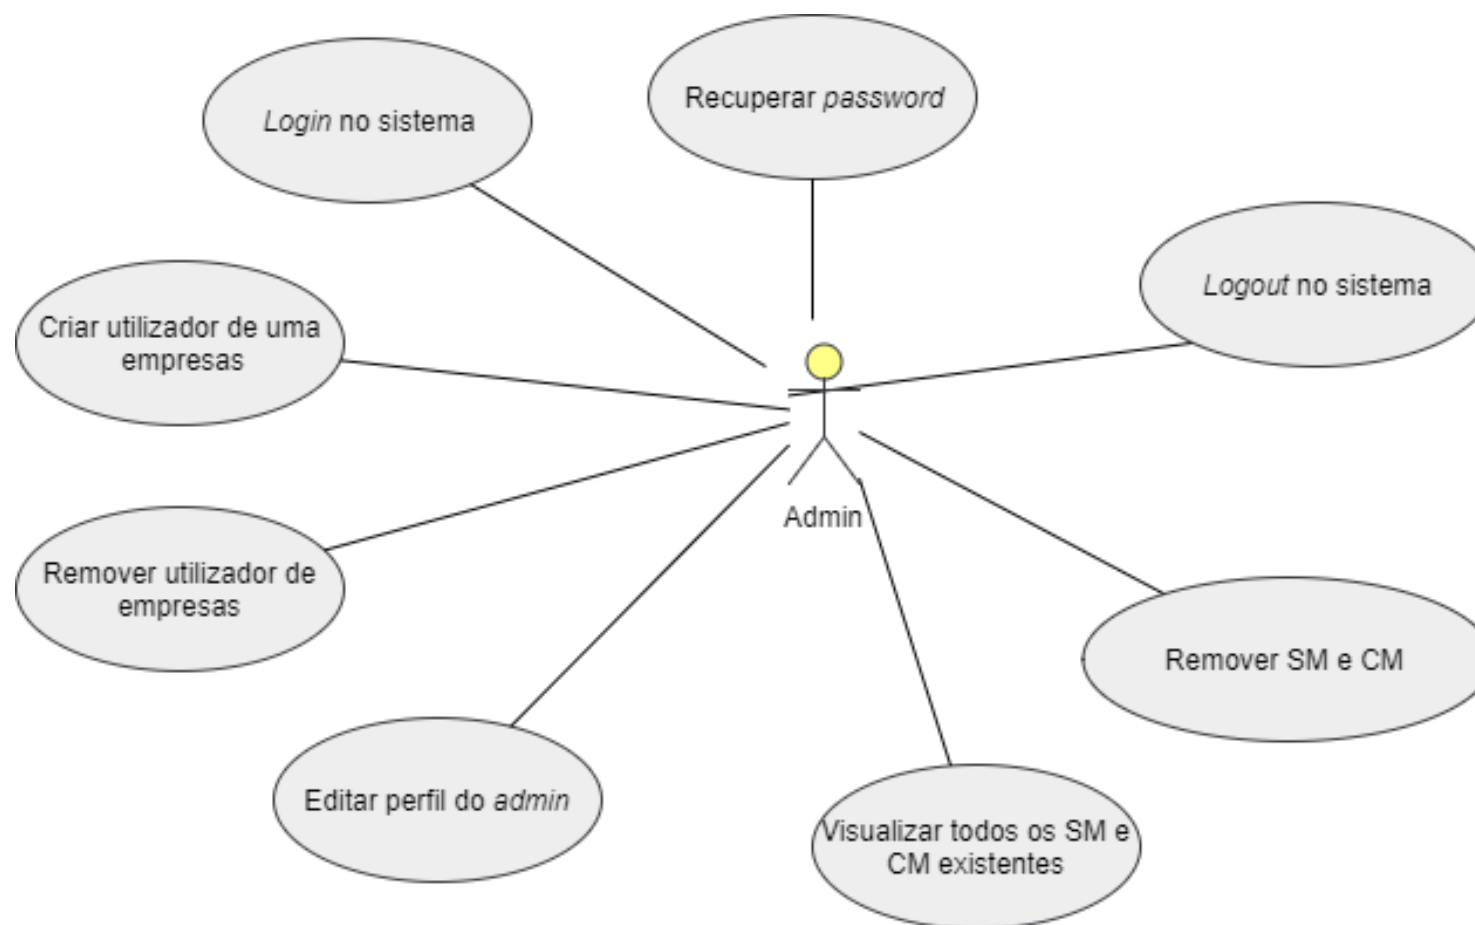 Recuperar password
Login no sistema
Logout no sistema
Criar utilizador de uma
empresas
Admin
Remover utilizador de
empresas
Remover SM e CM
Editar perfil do admin
Visualizar todos os SM e
CM existentes